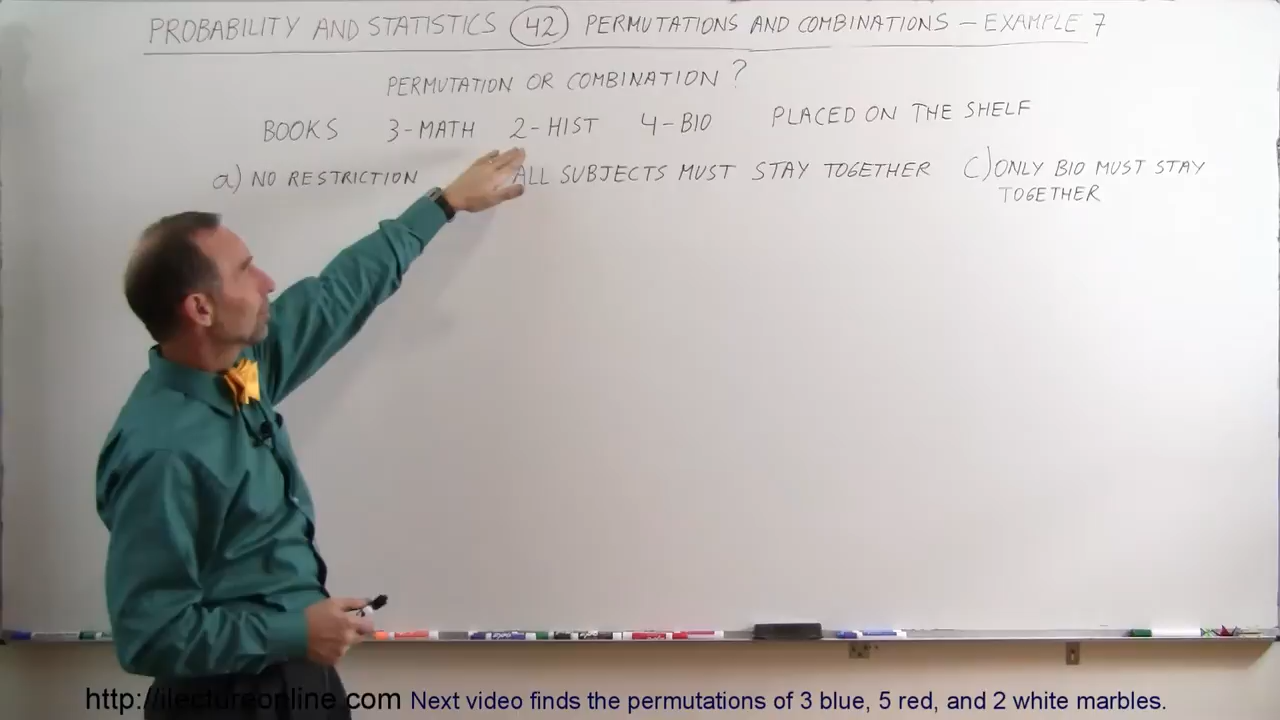 PROBABILITY AND STATISTICS 42 PERMUTATIONS AND COMBINATIONS - EXAMPLE 7
PERMUTATION OR COMBINATION?
BOOKS 3-MATH 2-HIST 4-BIO PLACED ON THE SHELF
a) NO RESTRICTION ALL SUBJECTS MUST STAY TOGETHER C) ONLY BIO MUST STAY
TOGETHER
http://ilectureonline.com Next video finds the permutations of 3 blue, 5 red, and 2 white marbles.